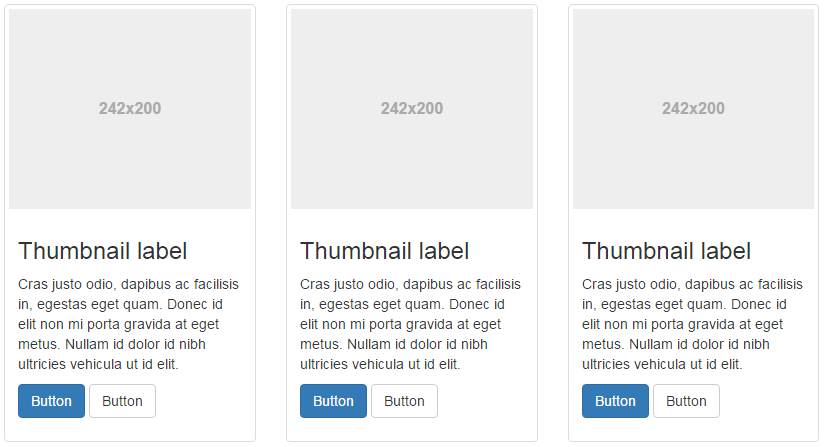 242x200
Thumbnail label
Cras justo odio, dapibus ac facilisis
in, egestas eget quam. Donec id
elit non mi porta gravida at eget
metus. Nullam id dolor id nibh
ultricies vehicula ut id elit.
Button Button
242x200
Thumbnail label
Cras justo odio, dapibus ac facilisis
in, egestas eget quam. Donec id
elit non mi porta gravida at eget
metus. Nullam id dolor id nibh
ultricies vehicula ut id elit.
Button Button
242x200
Thumbnail label
Cras justo odio, dapibus ac facilisis
in, egestas eget quam. Donec id
elit non mi porta gravida at eget
metus. Nullam id dolor id nibh
ultricies vehicula ut id elit.
Button Button